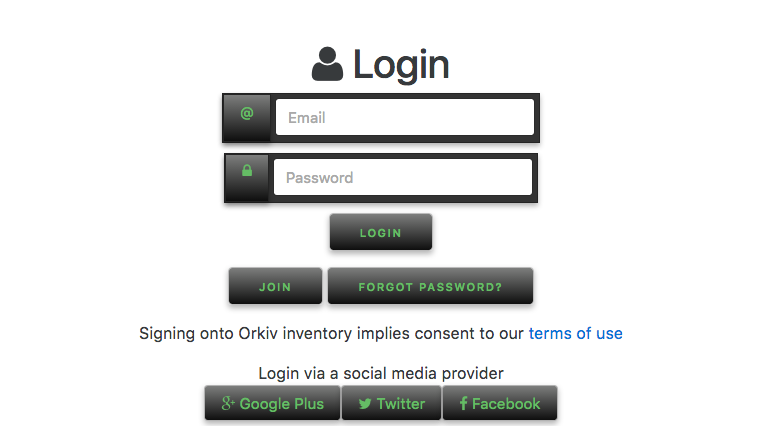 Login
@ Email
Password
LOGIN
JOIN FORGOT PASSWORD?
Signing onto Orkiv inventory implies consent to our terms of use
Login via a social media provider
g+ Google Plus Twitter f Facebook